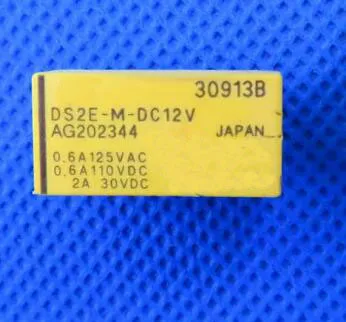 30913B
DS2E-M-DC12V
AG202344 JAPAN
0.6A125VAC
0.6A110VDC
2A 30VDC